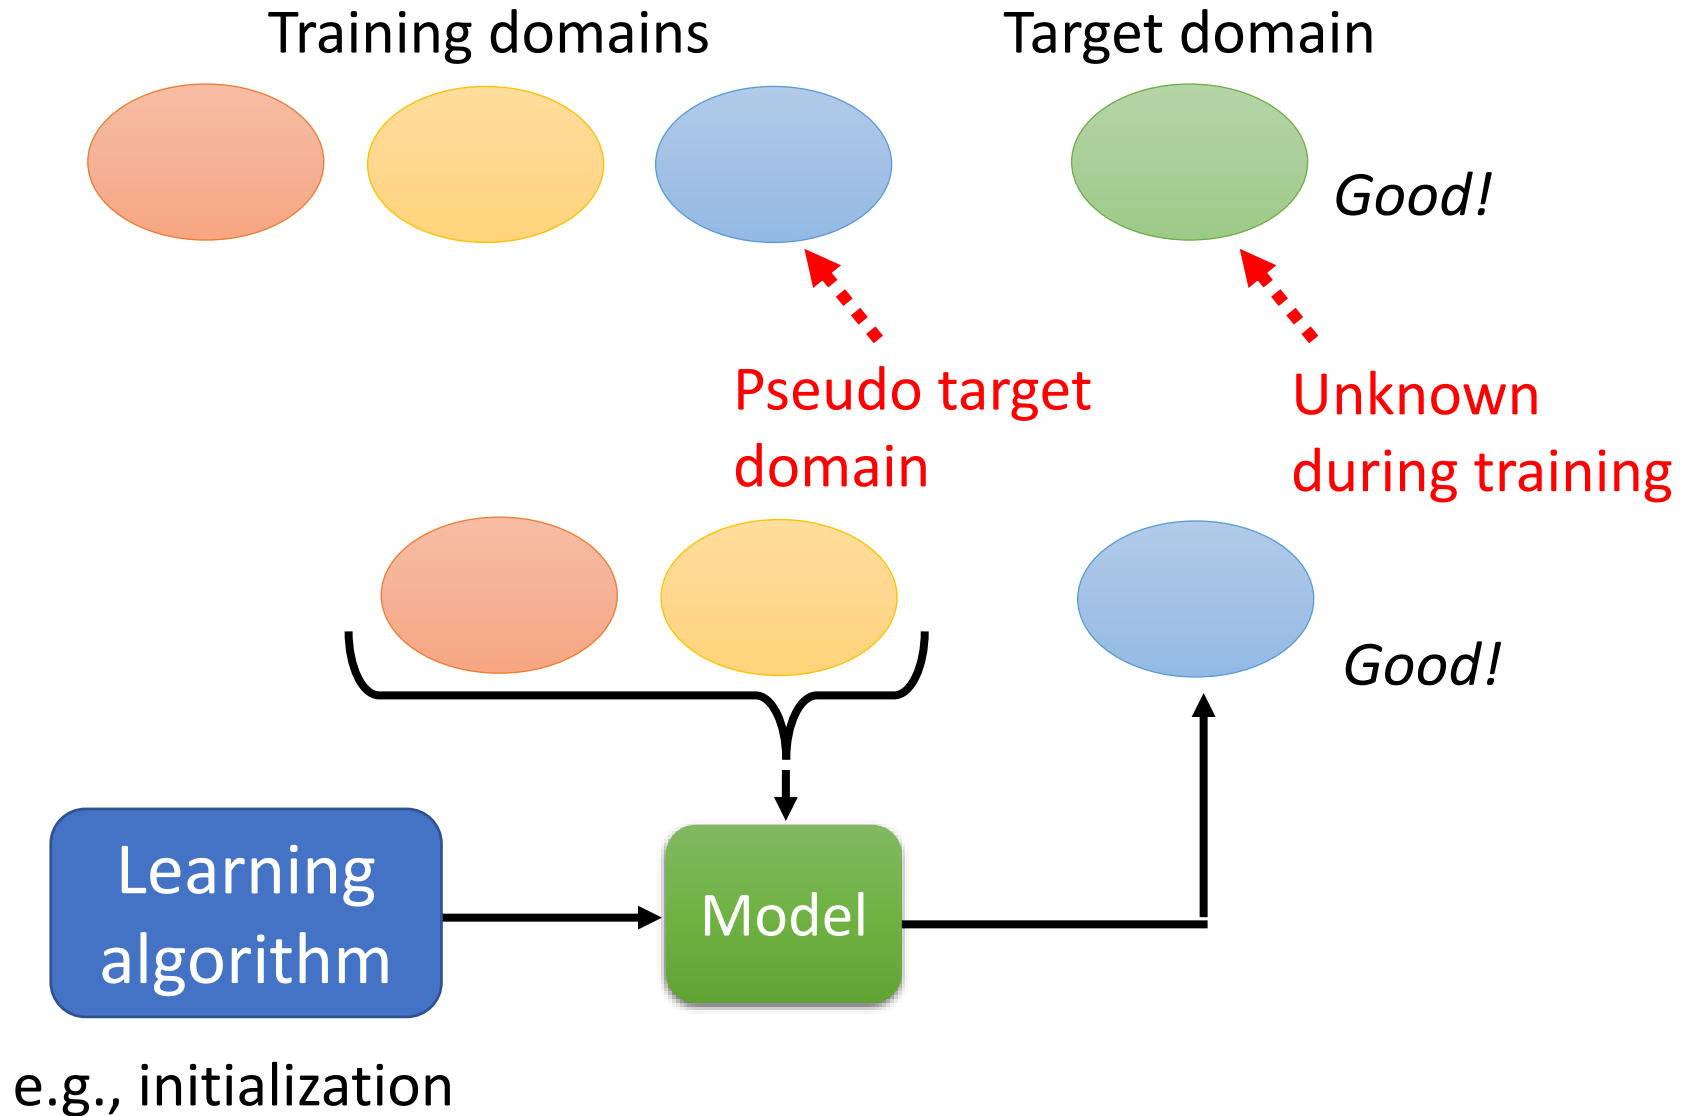 Training domains
Target domain
Good!
Pseudo target
domain
Unknown
during training
Good!
Learning
algorithm
Model
e.g., initialization